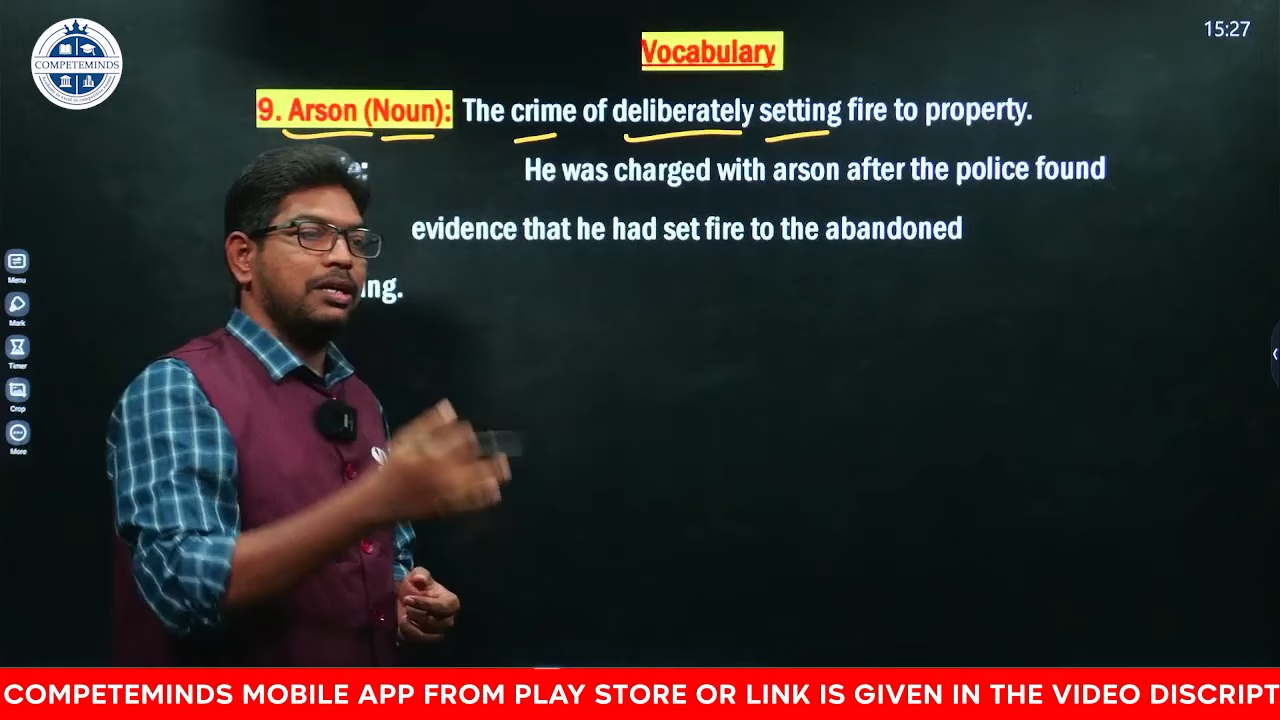 COMPETEMINDS
15:27
Vocabulary
9. Arson (Noun): The crime of deliberately setting fire to property.
He was charged with arson after the police found
evidence that he had set fire to the abandoned
ing.
Menu
Mark
Timer
Crop
More
COMPETEMINDS MOBILE APP FROM PLAY STORE OR LINK IS GIVEN IN THE VIDEO DISCRIPT